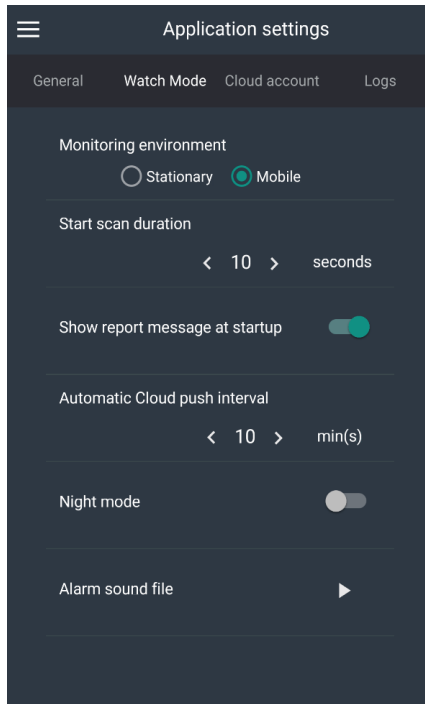 Application settings
General Watch Mode Cloud account Logs
Monitoring environment
Stationary Mobile
Start scan duration
10 seconds
Show report message at startup
Automatic Cloud push interval
10 min(s)
Night mode
Alarm sound file